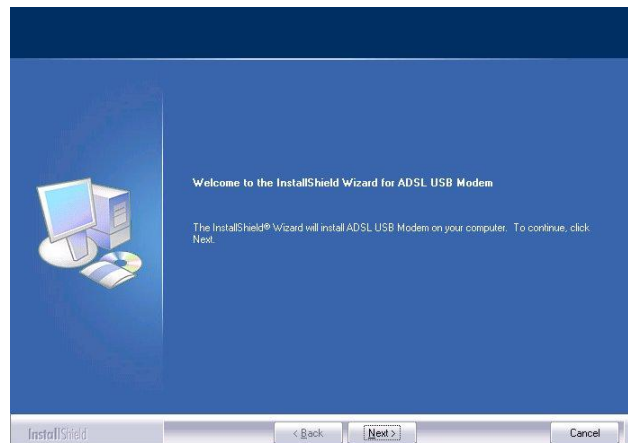 Welcome to the InstallShield Wizard for ADSL USB Modem
The InstallShield® Wizard will install ADSL USB Modem on your computer. To continue, click
Next.
InstallShield
< Back
Next >
Cancel